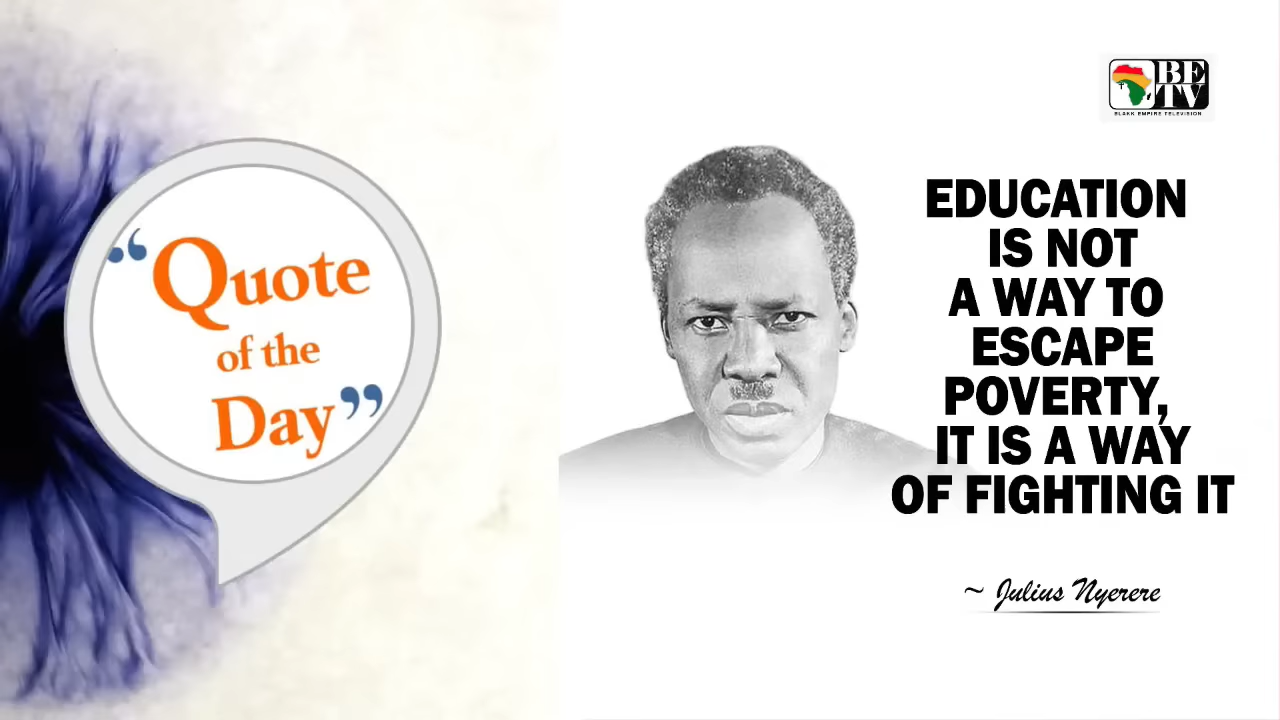 “Quote
of the
Day”
BE
TV
BLAKK EMPIRE TELEVISION
EDUCATION
IS NOT
A WAY TO
ESCAPE
POVERTY,
IT IS A WAY
OF FIGHTING IT
~ Julius Nyerere